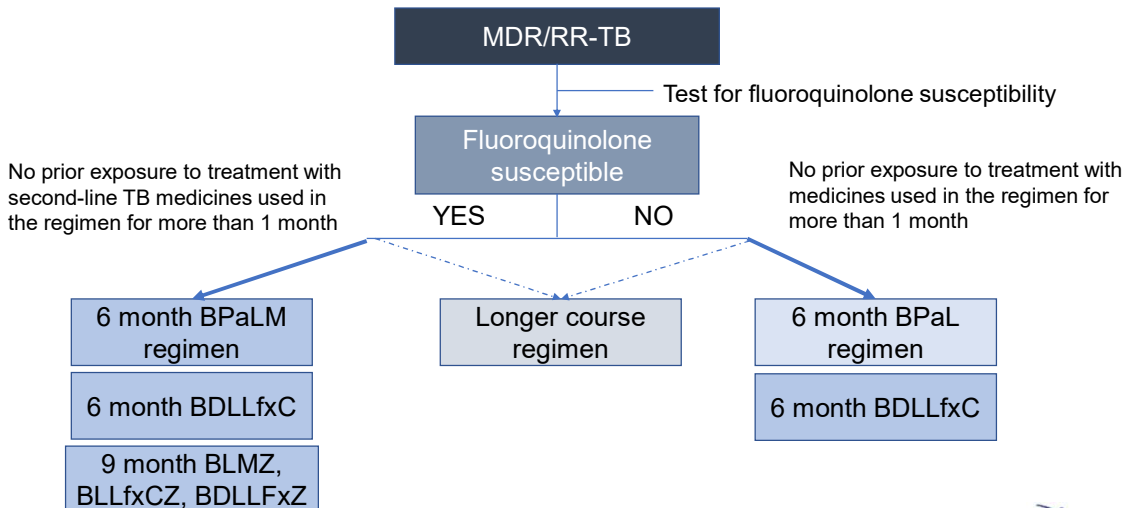 MDR/RR-TB
Test for fluoroquinolone susceptibility
Fluoroquinolone
susceptible
No prior exposure to treatment with
second-line TB medicines used in
the regimen for more than 1 month
YES
NO
No prior exposure to treatment with
medicines used in the regimen for
more than 1 month
6 month BPaLM
regimen
Longer course
regimen
6 month BPaL
regimen
6 month BDLLfxC
6 month BDLLfxC
9 month BLMZ,
BLLfxCZ, BDLLFxZ